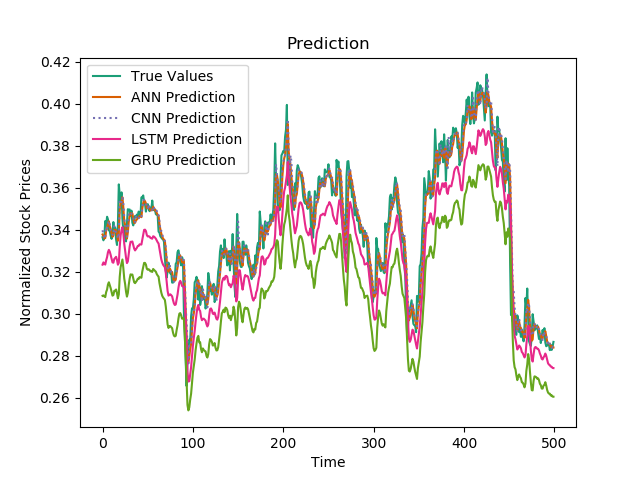 Prediction
0.42
0.40
0.38
0.36
0.34
0.32
0.30
0.28
0.26
Normalized Stock Prices
True Values
ANN Prediction
CNN Prediction
LSTM Prediction
GRU Prediction
0 100 200 300 400 500
Time